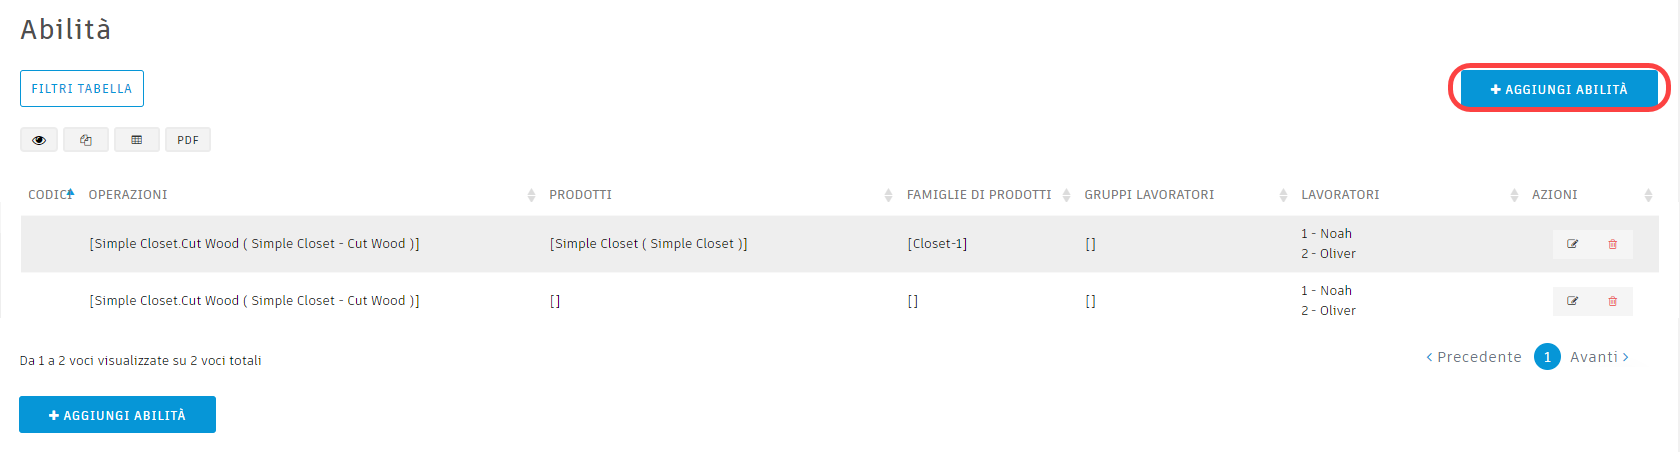 Abilità
FILTRI TABELLA
AGGIUNGI ABILITÀ
PDF
CODICE OPERAZIONI PRODOTTI FAMIGLIE DI PRODOTTI GRUPPI LAVORATORI LAVORATORI AZIONI
[Simple Closet.Cut Wood ( Simple Closet - Cut Wood )] [Simple Closet ( Simple Closet )] [Closet-1] [] 1 - Noah
2 - Oliver
[Simple Closet.Cut Wood ( Simple Closet - Cut Wood )] [] [] [] 1 - Noah
2 - Oliver
Da 1 a 2 voci visualizzate su 2 voci totali
Precedente 1 Avanti
AGGIUNGI ABILITÀ